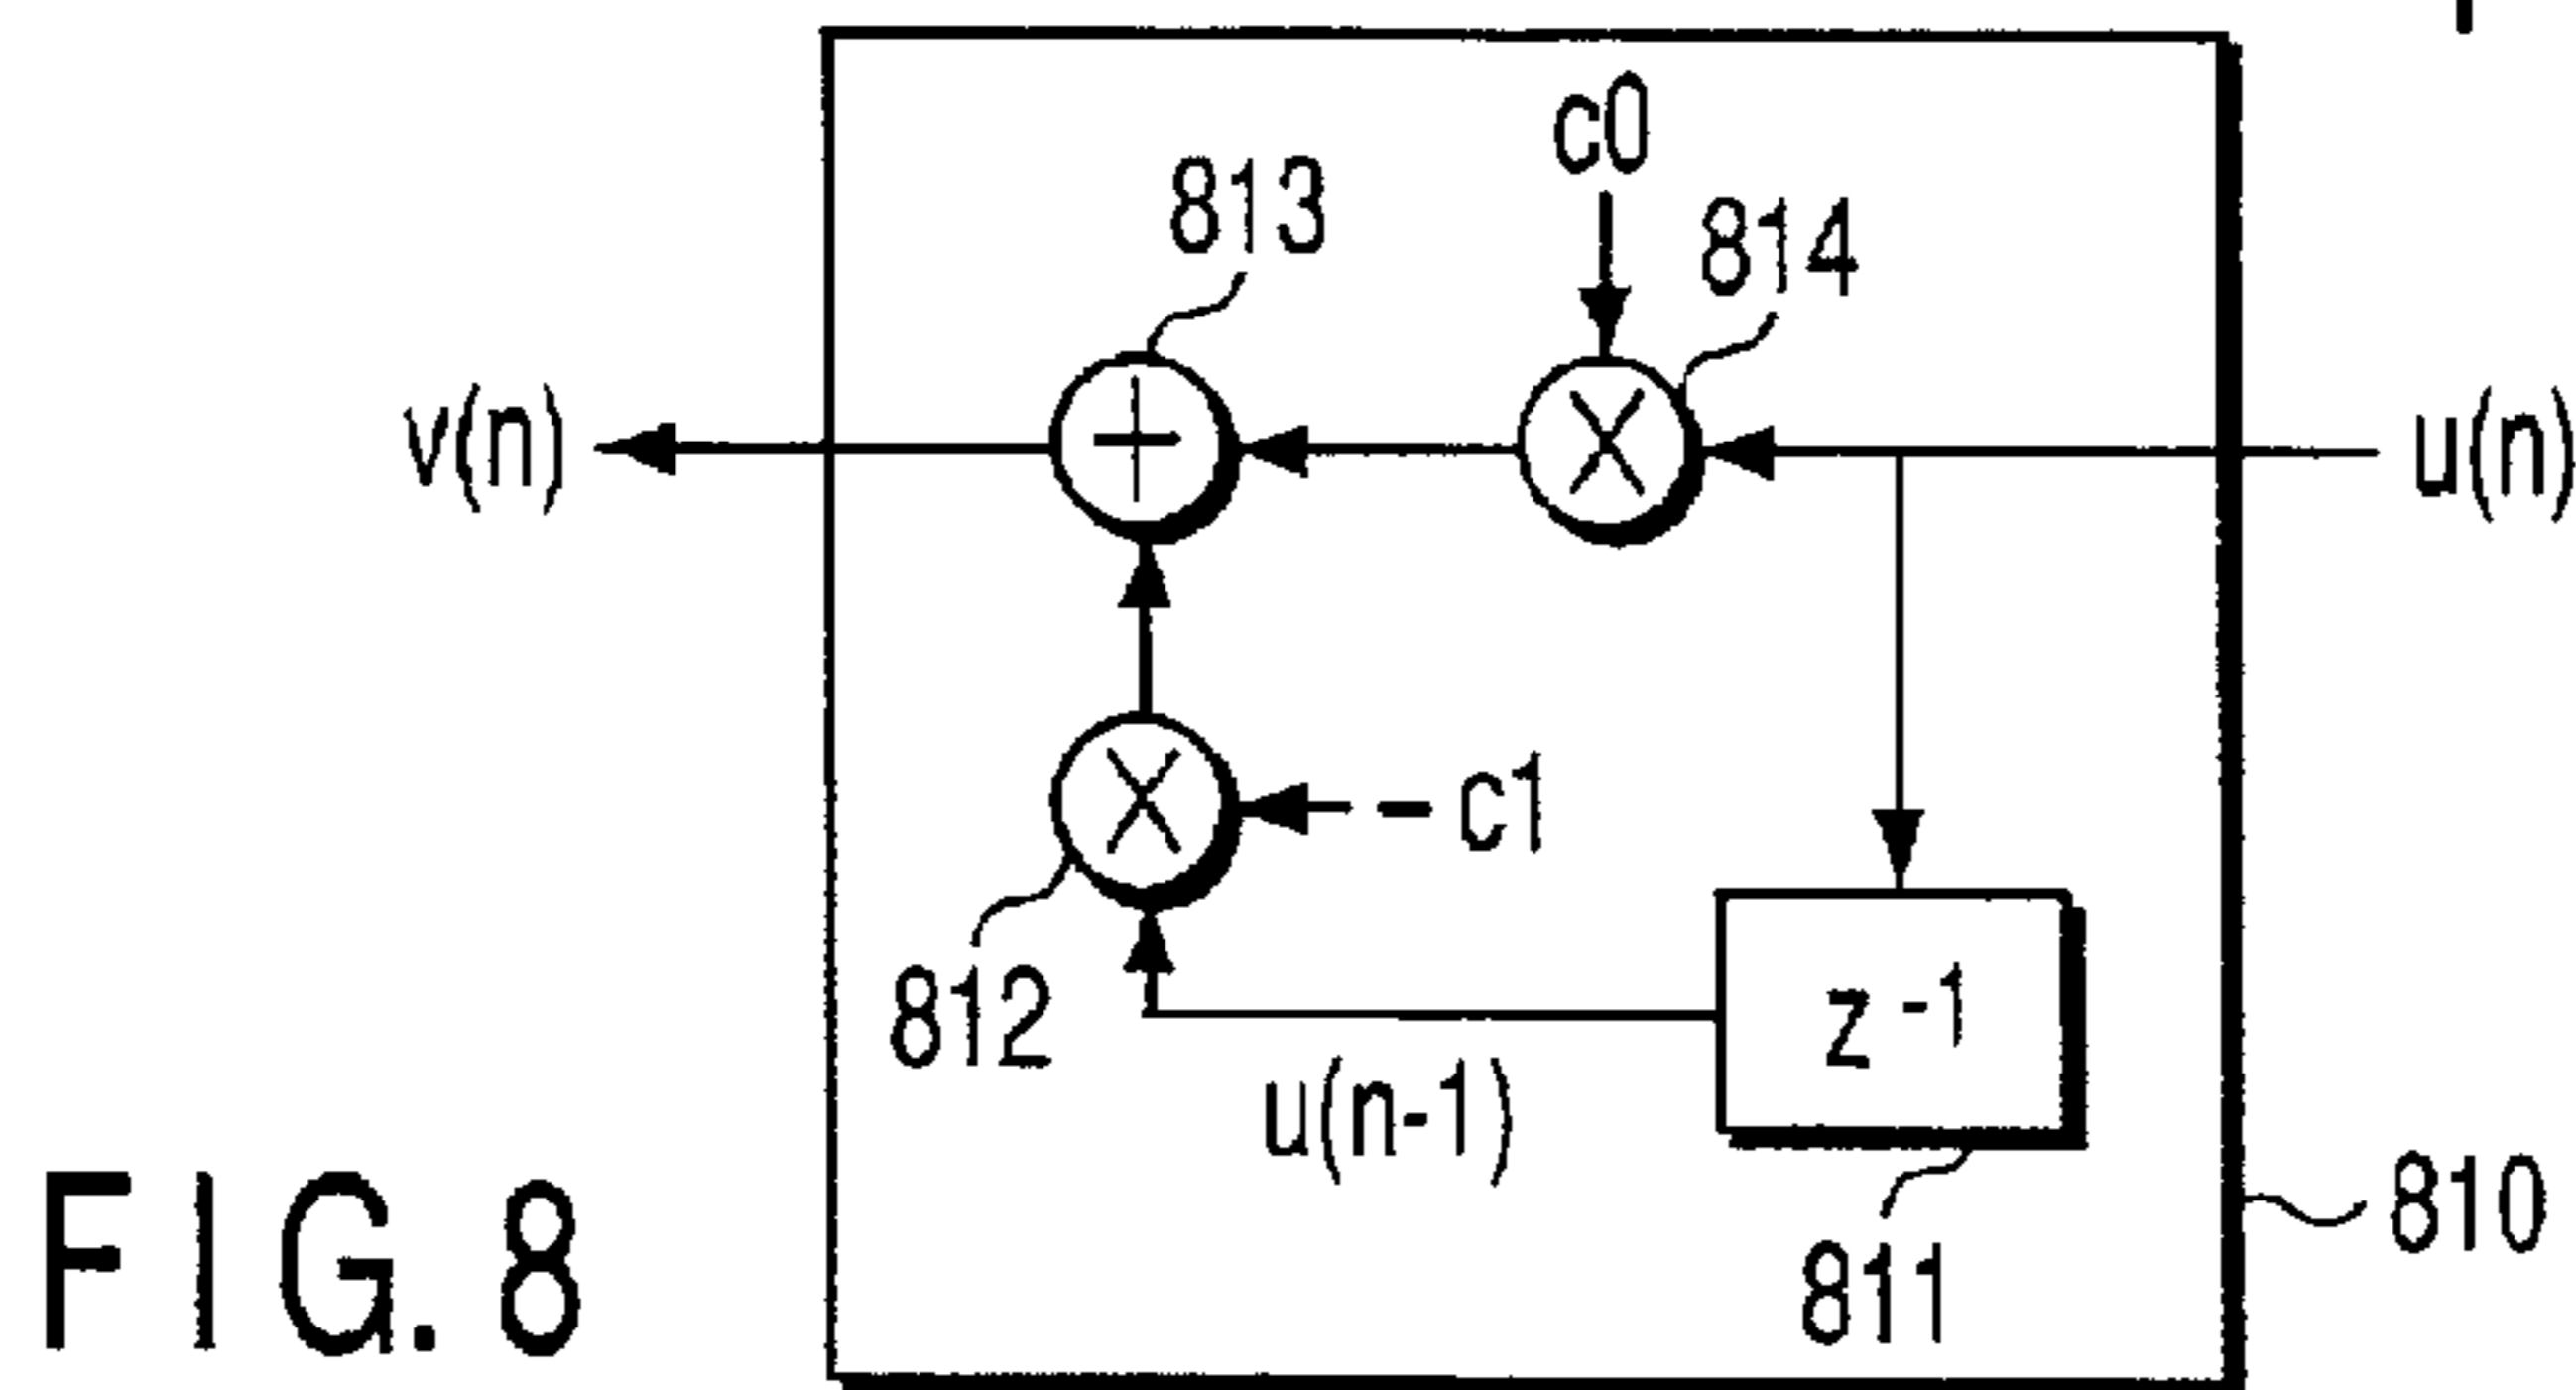 c0
813
814
v(n)
+
X
u(n)
X
- c1
812
z -1
u(n-1)
810
811
FIG. 8